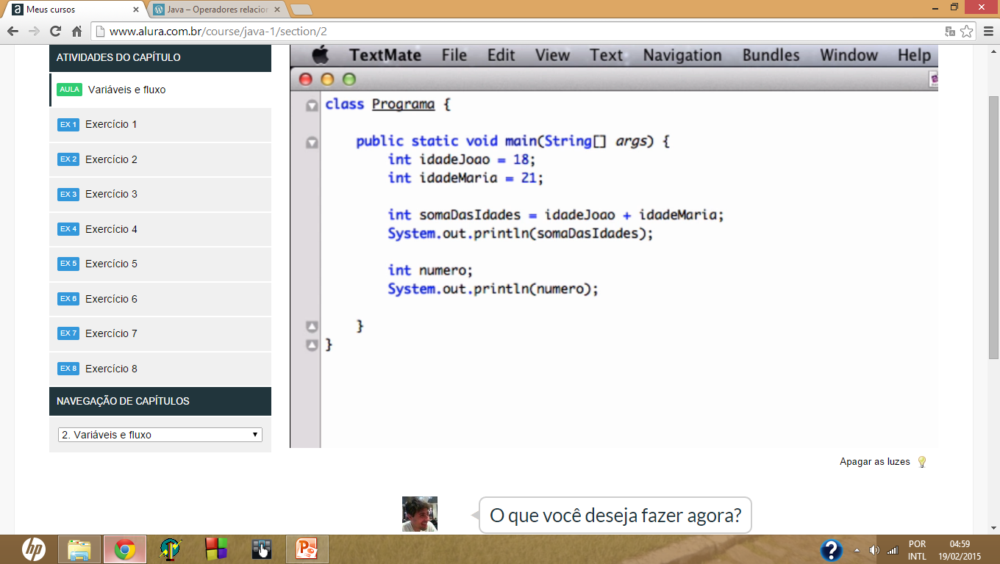 Meus cursos
Java – Operadores relacior
www.alura.com.br/course/java-1/section/2
ATIVIDADES DO CAPÍTULO
AULA Variáveis e fluxo
EX 1 Exercício 1
EX 2 Exercício 2
EX 3 Exercício 3
EX 4 Exercício 4
EX 5 Exercício 5
EX 6 Exercício 6
EX 7 Exercício 7
EX 8 Exercício 8
NAVEGAÇÃO DE CAPÍTULOS
2. Variáveis e fluxo
TextMate File Edit View Text Navigation Bundles Window Help
class Programa {
public static void main(String[] args) {
int idadeJoao = 18;
int idadeMaria = 21;
int somaDasIdades = idadeJoao + idadeMaria;
System.out.println(somaDasIdades);
int numero;
System.out.println(numero);
}
}
Apagar as luzes
O que você deseja fazer agora?
hp
POR
INTL
04:59
19/02/2015